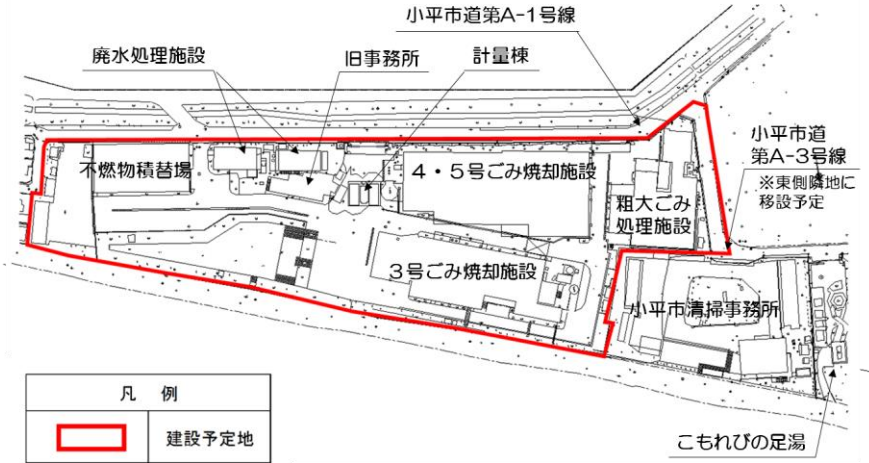 小平市道第A-1号線
廃水処理施設
旧事務所
計量棟
小平市道
第A-3号線
※東側隣地に
移設予定
不燃物積替場
4・5号ごみ焼却施設
粗大ごみ
処理施設
3号ごみ焼却施設
小平市清掃事務所
凡 例
建設予定地
こもれびの足湯